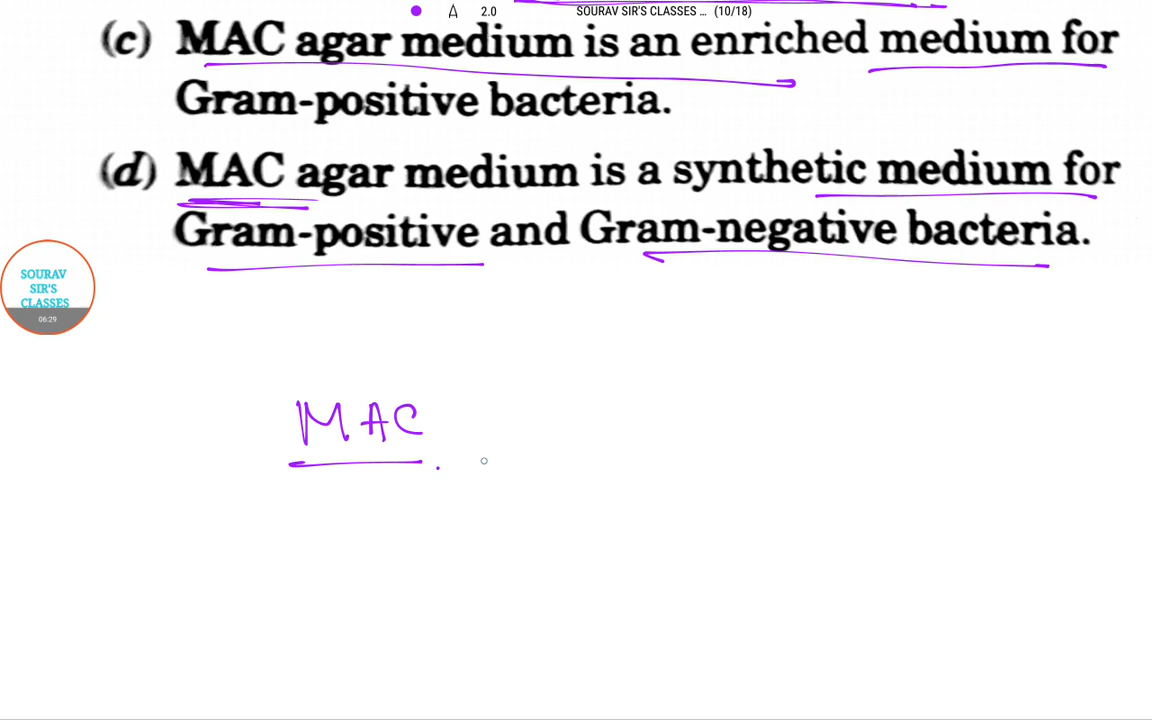 2.0 SOURAV SIR'S CLASSES ... (10/18)
(c) MAC agar medium is an enriched medium for
Gram-positive bacteria.
(d) MAC agar medium is a synthetic medium for
Gram-positive and Gram-negative bacteria.
SOURAV
SIR'S
CLASSES
06:29
MAC